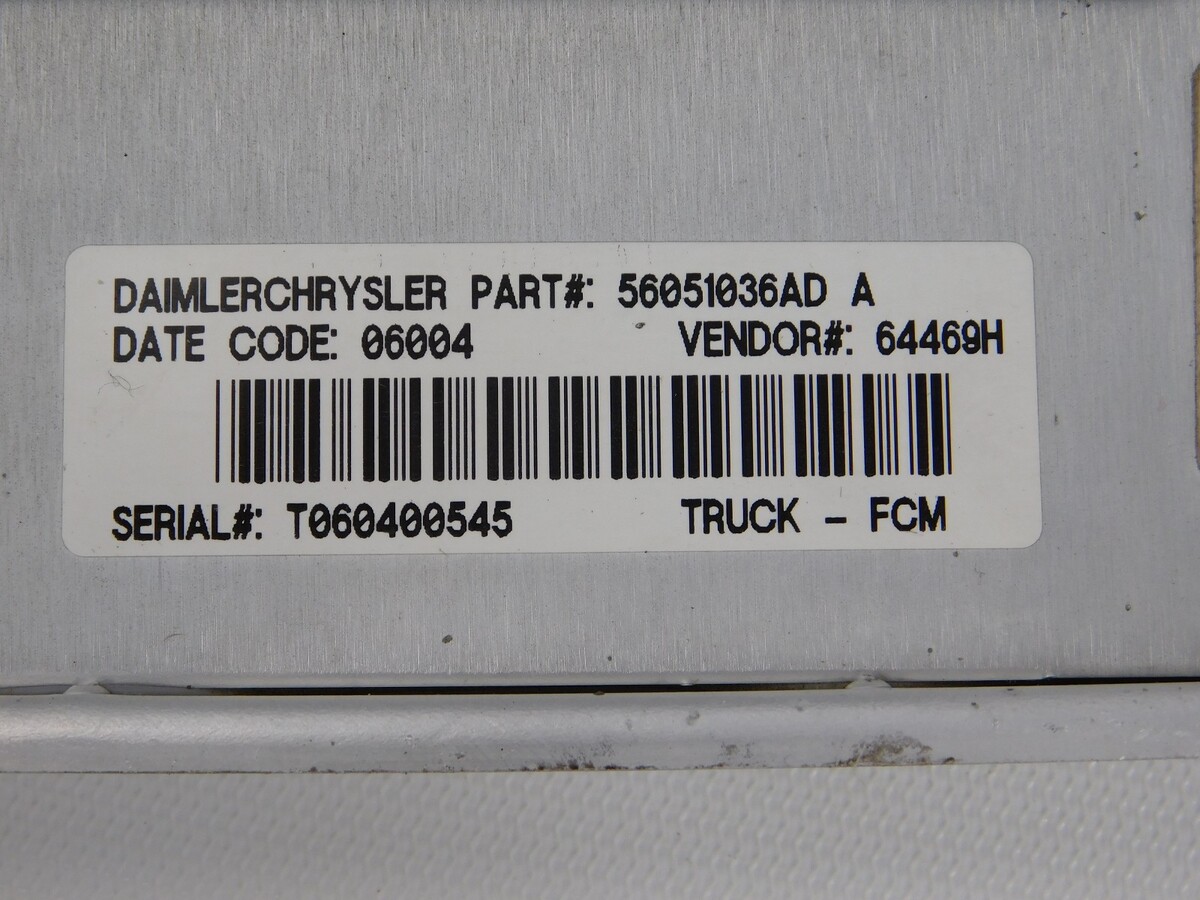 DAIMLERCHRYSLER PART#: 56051036AD A
DATE CODE: 06004 VENDOR#: 64469H
SERIAL#: T060400545 TRUCK - FCM